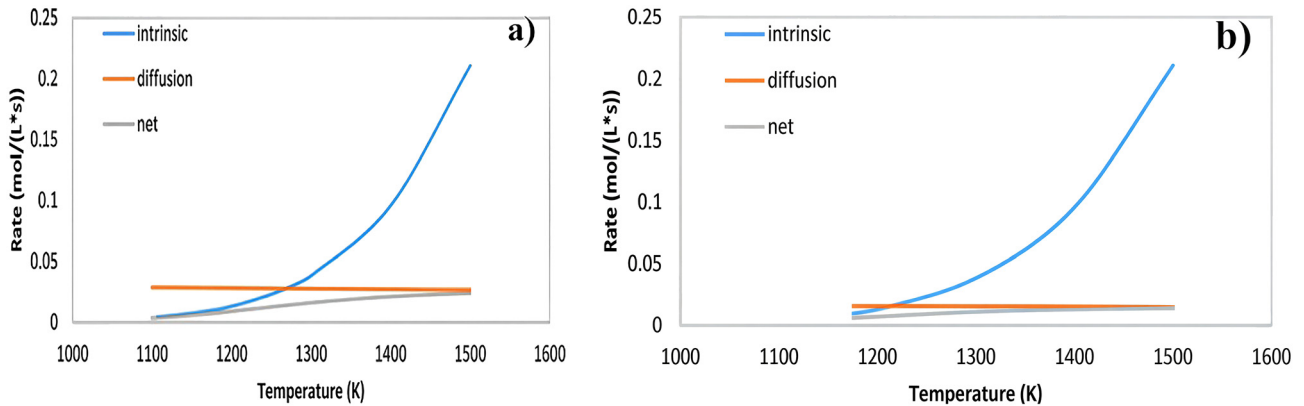 a)
0.25
0.2
0.15
0.1
0.05
0
Rate (mol/(L*s))
intrinsic
diffusion
net
1000 1100 1200 1300 1400 1500 1600
Temperature (K)
b)
0.25
0.2
0.15
0.1
0.05
0
Rate (mol/(L*s))
intrinsic
diffusion
net
1000 1100 1200 1300 1400 1500 1600
Temperature (K)